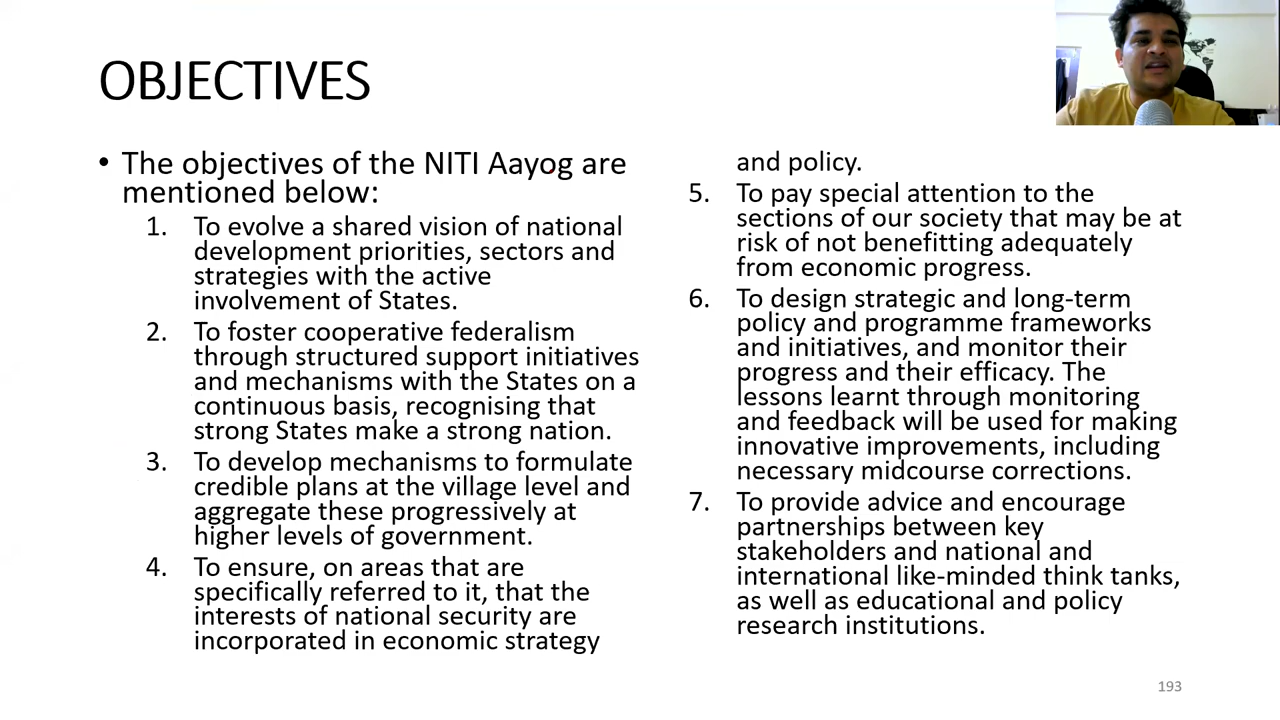 OBJECTIVES
• The objectives of the NITI Aayog are
mentioned below:
1. To evolve a shared vision of national
development priorities, sectors and
strategies with the active
involvement of States.
2. To foster cooperative federalism
through structured support initiatives
and mechanisms with the States on a
continuous basis, recognising that
strong States make a strong nation.
3. To develop mechanisms to formulate
credible plans at the village level and
aggregate these progressively at
higher levels of government.
4. To ensure, on areas that are
specifically referred to it, that the
interests of national security are
incorporated in economic strategy
and policy.
5. To pay special attention to the
sections of our society that may be at
risk of not benefitting adequately
from economic progress.
6. To design strategic and long-term
policy and programme frameworks
and initiatives, and monitor their
progress and their efficacy. The
lessons learnt through monitoring
and feedback will be used for making
innovative improvements, including
necessary midcourse corrections.
7. To provide advice and encourage
partnerships between key
stakeholders and national and
international like-minded think tanks,
as well as educational and policy
research institutions.
193